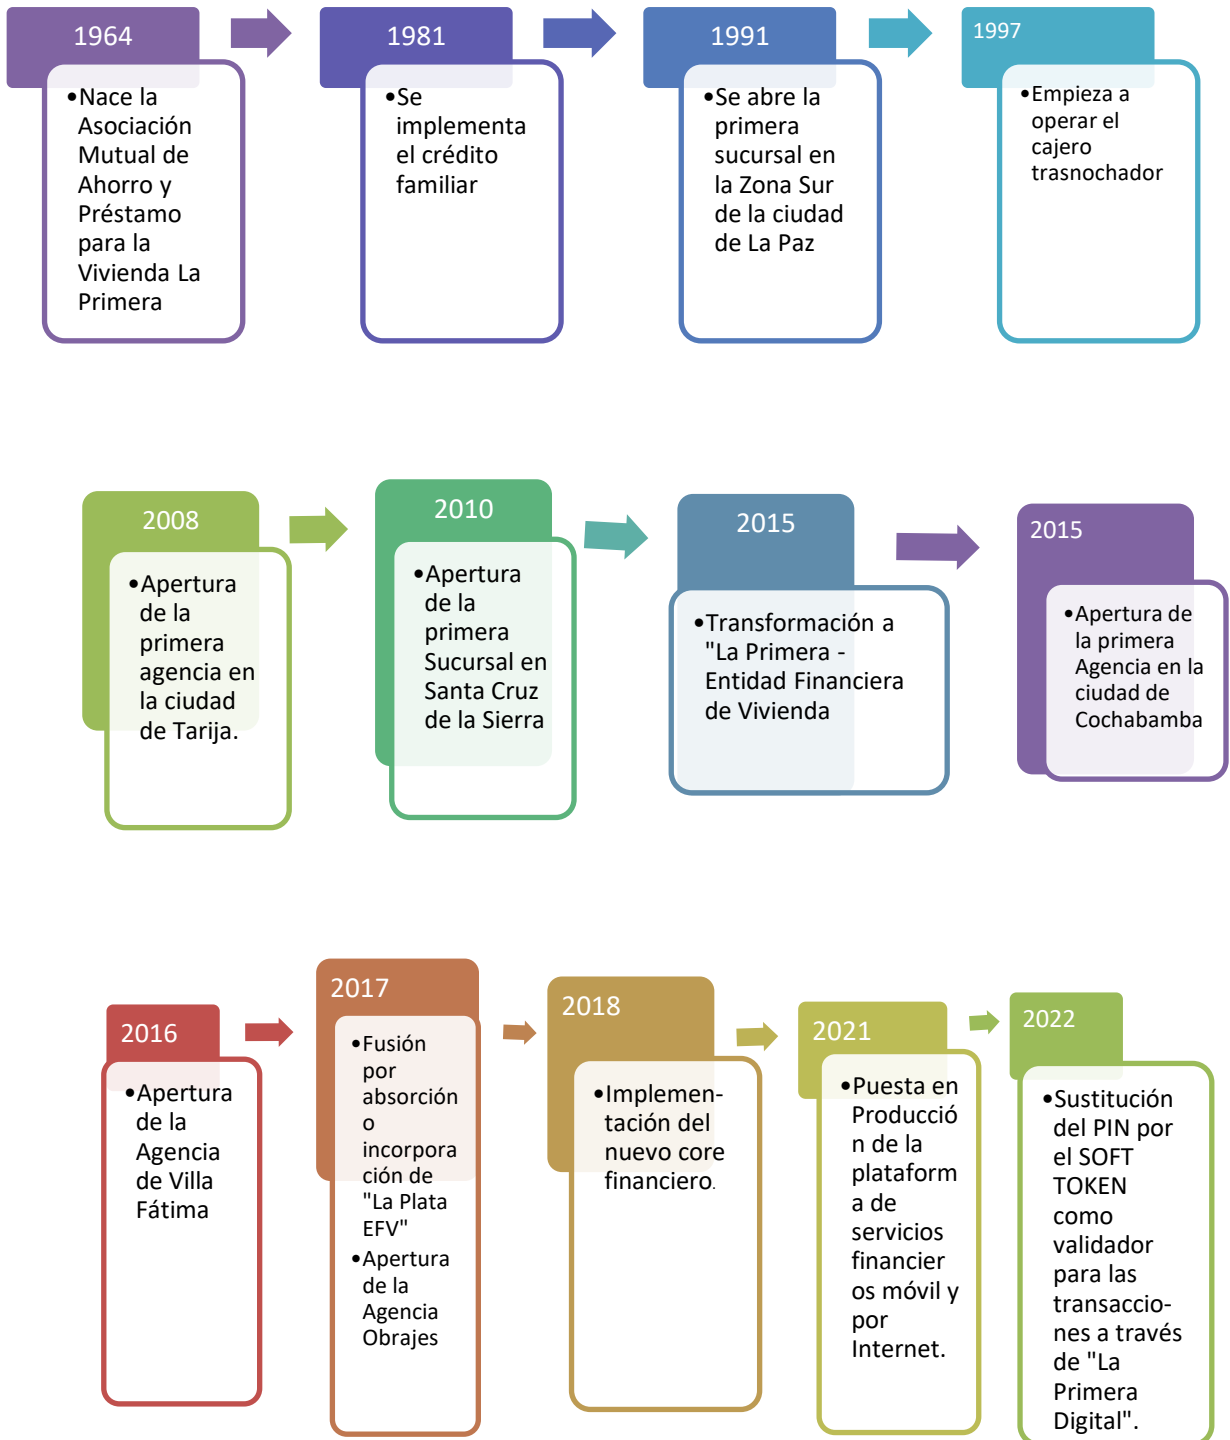 1964
•Nace la
Asociación
Mutual de
Ahorro y
Préstamo
para la
Vivienda La
Primera
1981
•Se
implementa
el crédito
familiar
1991
•Se abre la
primera
sucursal en
la Zona Sur
de la ciudad
de La Paz
1997
•Empieza a
operar el
cajero
trasnochador
2008
•Apertura
de la
primera
agencia en
la ciudad
de Tarija.
2010
•Apertura
de la
primera
Sucursal en
Santa Cruz
de la Sierra
2015
•Transformación a
"La Primera -
Entidad Financiera
de Vivienda
2015
•Apertura de
la primera
Agencia en la
ciudad de
Cochabamba
2016
•Apertura
de la
Agencia
de Villa
Fátima
2017
•Fusión
por
absorción
o
incorpora
ción de
"La Plata
EFV"
•Apertura
de la
Agencia
Obrajes
2018
•Implemen-
tación del
nuevo core
financiero.
2021
•Puesta en
Producció
n de la
plataform
a de
servicios
financier
os móvil y
por
Internet.
2022
•Sustitución
del PIN por
el SOFT
TOKEN
como
validador
para las
transaccio-
nes a través
de "La
Primera
Digital".